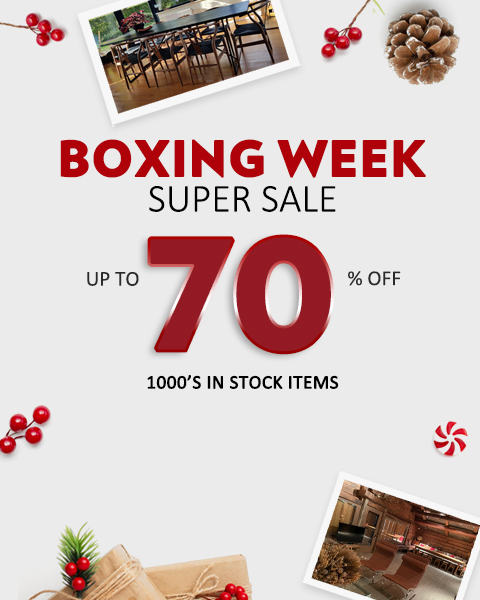 BOXING WEEK
SUPER SALE
UP TO 70 % OFF
1000'S IN STOCK ITEMS